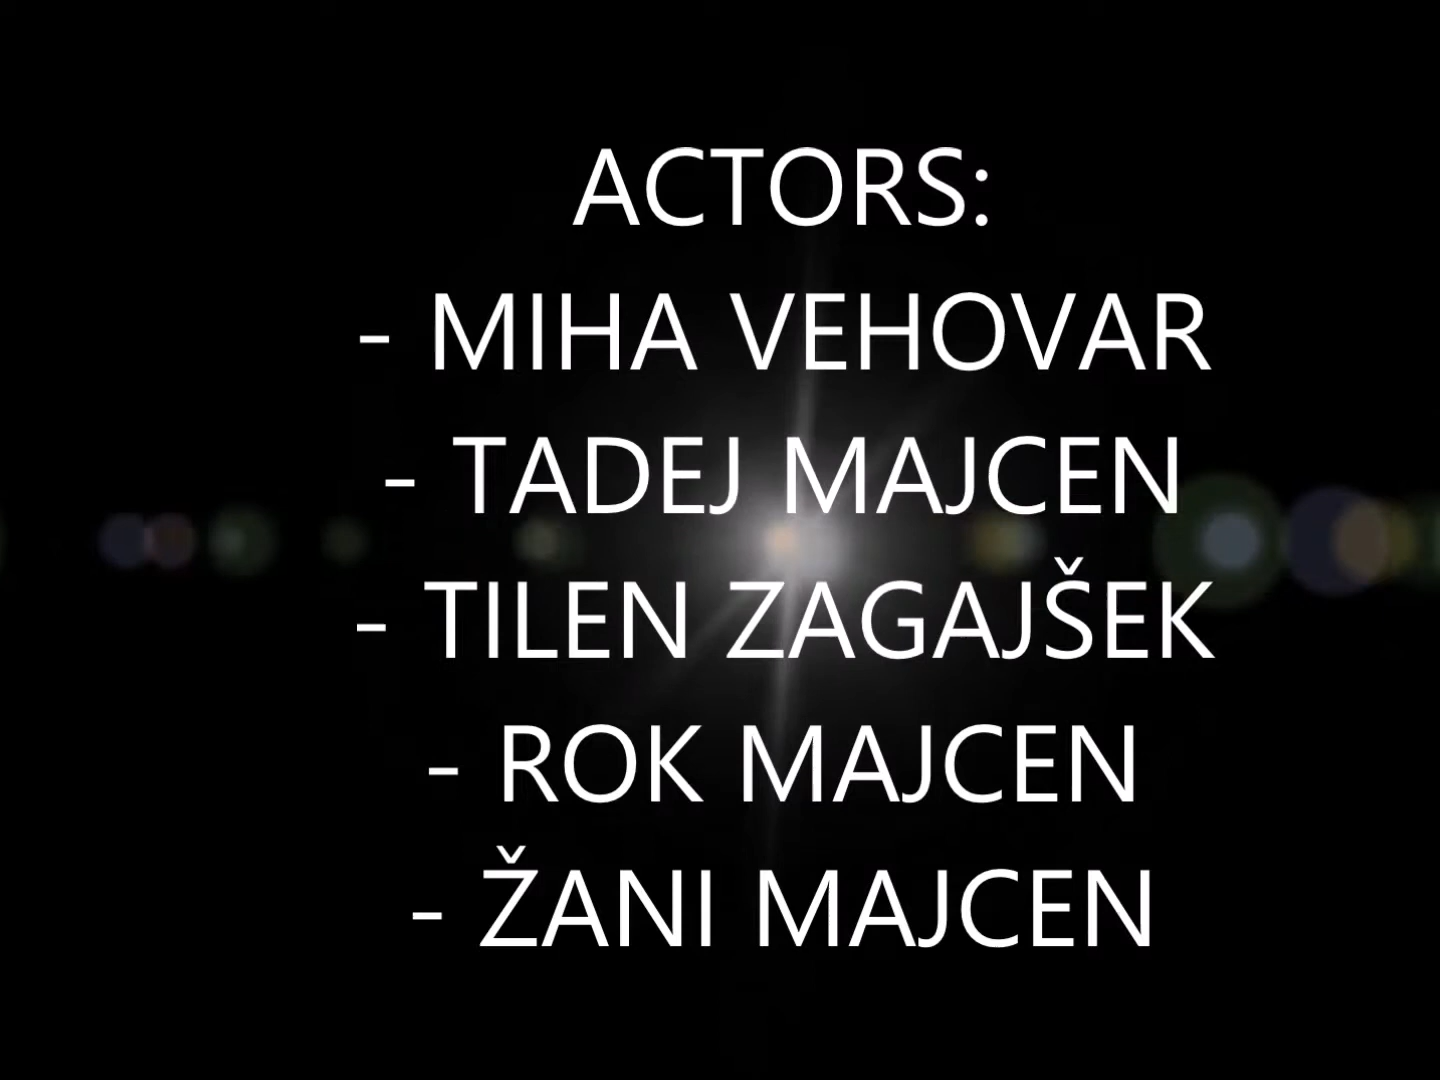 ACTORS:
- MIHA VEHOVAR
- TADEJ MAJCEN
- TILEN ZAGAJŠEK
- ROK MAJCEN
- ŽANI MAJCEN